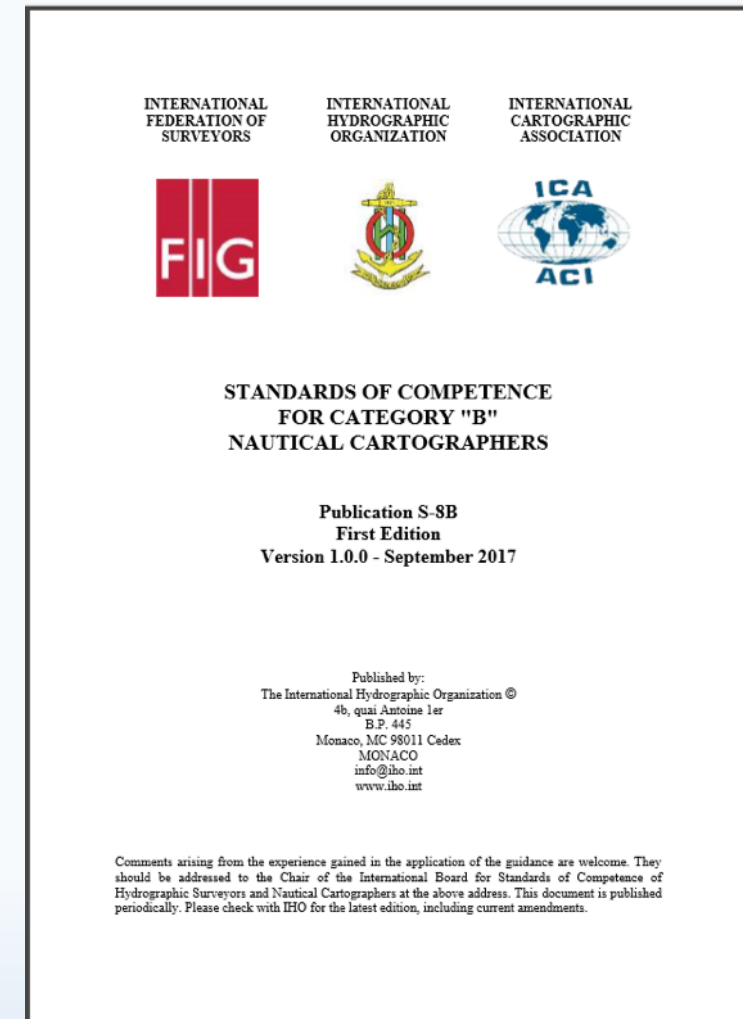 INTERNATIONAL
FEDERATION OF
SURVEYORS
INTERNATIONAL
HYDROGRAPHIC
ORGANIZATION
INTERNATIONAL
CARTOGRAPHIC
ASSOCIATION
FIG
ICA
ACI
STANDARDS OF COMPETENCE
FOR CATEGORY "B"
NAUTICAL CARTOGRAPHERS
Publication S-8B
First Edition
Version 1.0.0 - September 2017
Published by:
The International Hydrographic Organization ©
4b, quai Antoine 1er
B.P. 445
Monaco, MC 98011 Cedex
MONACO
info@iho.int
www.iho.int
Comments arising from the experience gained in the application of the guidance are welcome. They
should be addressed to the Chair of the International Board for Standards of Competence of
Hydrographic Surveyors and Nautical Cartographers at the above address. This document is published
periodically. Please check with IHO for the latest edition, including current amendments.